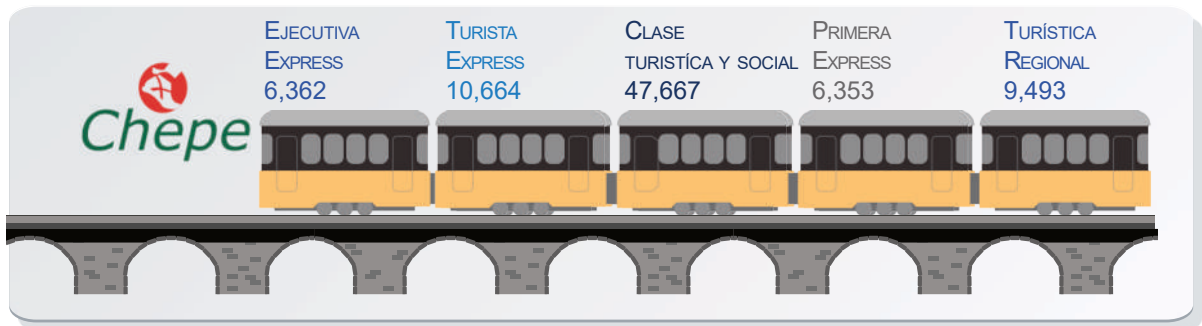 Chepe
EJECUTIVA
EXPRESS
6,362
TURISTA
EXPRESS
10,664
CLASE
TURISTÍCA Y SOCIAL
47,667
PRIMERA
EXPRESS
6,353
TURÍSTICA
REGIONAL
9,493